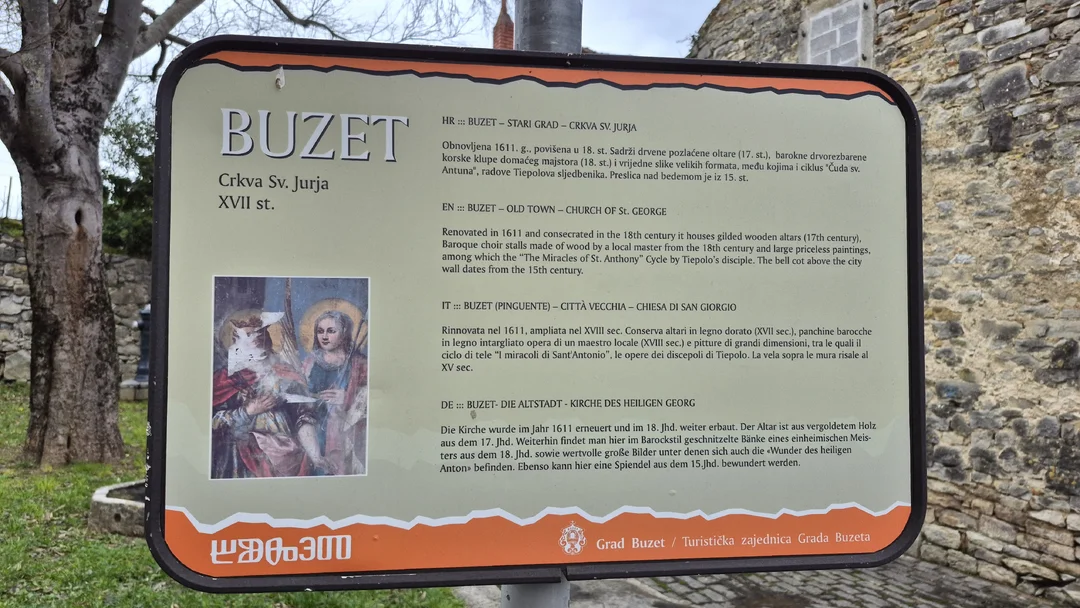 BUZET
Crkva Sv. Jurja
XVII st.
HR ::: BUZET – STARI GRAD – CRKVA SV. JURJA
Obnovljena 1611. g., povišena u 18. st. Sadrži drvene pozlaćene oltare (17. st.), barokne drvorezbarene
korske klupe domaćeg majstora (18. st.) i vrijedne slike velikih formata, među kojima i ciklus "Čuda sv.
Antuna", radove Tiepolova sljedbenika. Preslica nad bedemom je iz 15. st.
EN ::: BUZET – OLD TOWN – CHURCH OF St. GEORGE
Renovated in 1611 and consecrated in the 18th century it houses gilded wooden altars (17th century),
Baroque choir stalls made of wood by a local master from the 18th century and large priceless paintings,
among which the “The Miracles of St. Anthony” Cycle by Tiepolo's disciple. The bell cot above the city
wall dates from the 15th century.
IT ::: BUZET (PINGUENTE) – CITTÀ VECCHIA – CHIESA DI SAN GIORGIO
Rinnovata nel 1611, ampliata nel XVIII sec. Conserva altari in legno dorato (XVII sec.), panchine barocche
in legno intargliato opera di un maestro locale (XVIII sec.) e pitture di grandi dimensioni, tra le quali il
ciclo di tele “I miracoli di Sant'Antonio”, le opere dei discepoli di Tiepolo. La vela sopra le mura risale al
XV sec.
DE ::: BUZET- DIE ALTSTADT - KIRCHE DES HEILIGEN GEORG
Die Kirche wurde im Jahr 1611 erneuert und im 18. Jhd. weiter erbaut. Der Altar ist aus vergoldetem Holz
aus dem 17. Jhd. Weiterhin findet man hier im Barockstil geschnitzelte Bänke eines einheimischen Meis-
ters aus dem 18. Jhd. sowie wertvolle große Bilder unter denen sich auch die «Wunder des heiligen
Anton» befinden. Ebenso kann hier eine Spiendel aus dem 15.Jhd. bewundert werden.
ⰁⰖⰈⰅⰕ
Grad Buzet / Turistička zajednica Grada Buzeta